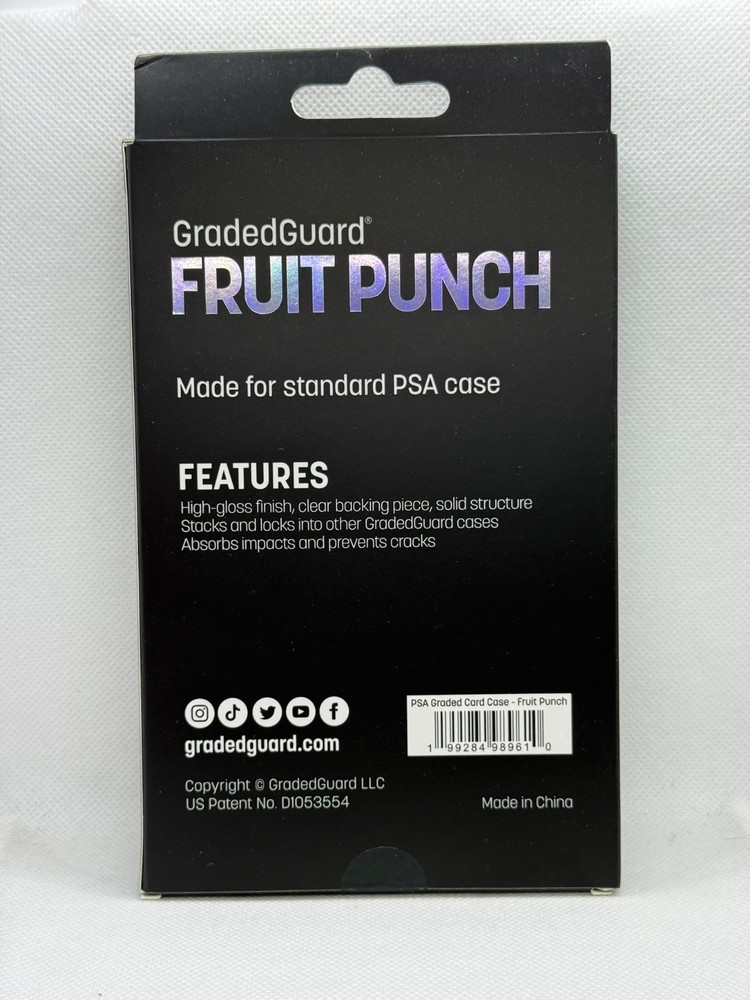 GradedGuard®
FRUIT PUNCH
Made for standard PSA case
FEATURES
High-gloss finish, clear backing piece, solid structure
Stacks and locks into other GradedGuard cases
Absorbs impacts and prevents cracks
gradedguard.com
PSA Graded Card Case - Fruit Punch
1 99284 98961 0
Copyright © GradedGuard LLC
US Patent No. D1053554
Made in China